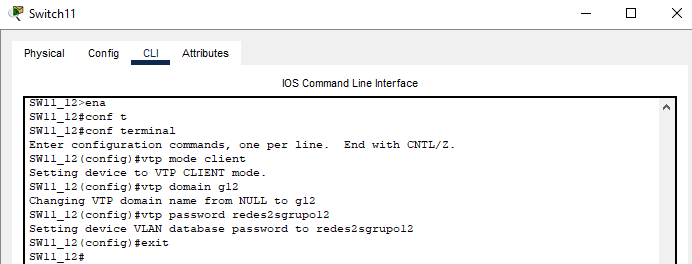 Switch11
Physical Config CLI Attributes
IOS Command Line Interface
SW11_12>ena
SW11_12#conf t
SW11_12#conf terminal
Enter configuration commands, one per line.  End with CNTL/Z.
SW11_12(config)#vtp mode client
Setting device to VTP CLIENT mode.
SW11_12(config)#vtp domain g12
Changing VTP domain name from NULL to g12
SW11_12(config)#vtp password redes2sgrupo12
Setting device VLAN database password to redes2sgrupo12
SW11_12(config)#exit
SW11_12#